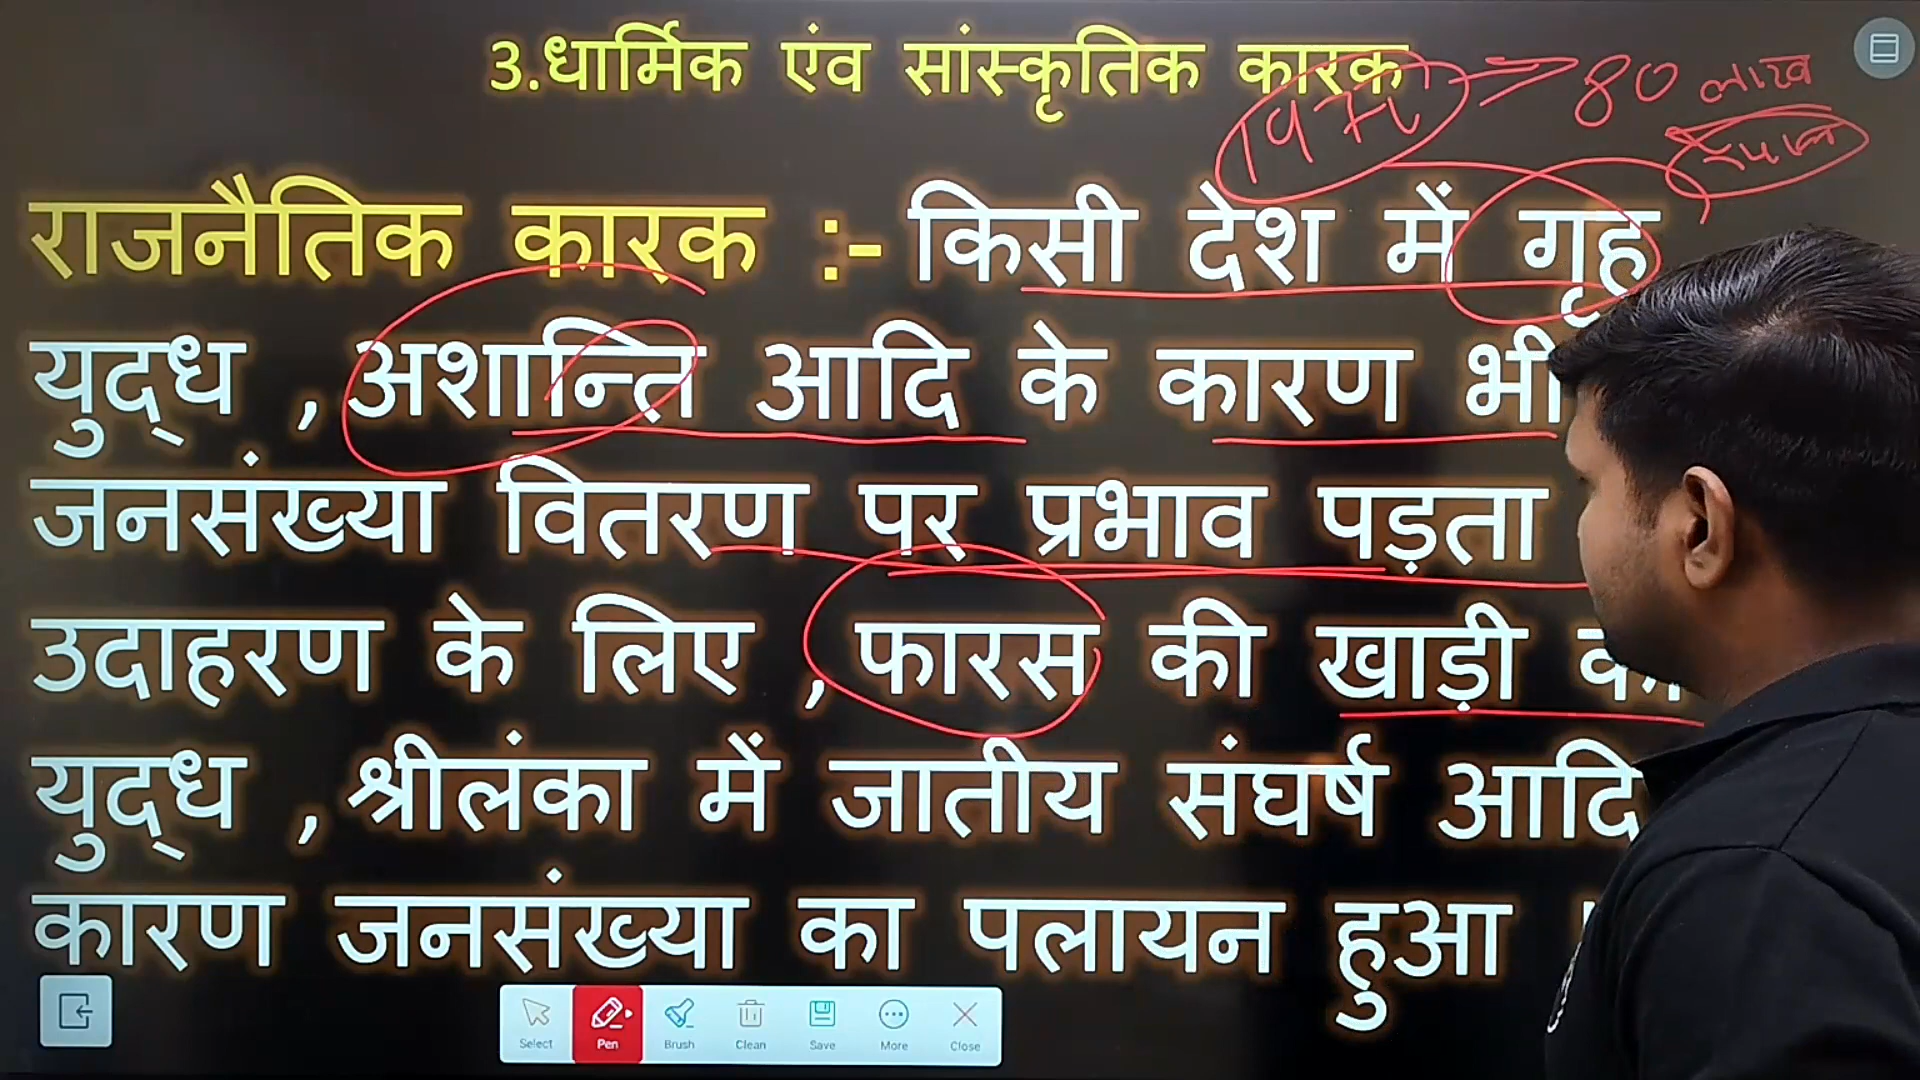 3.धार्मिक एंव सांस्कृतिक कारक
80 लाख
राजनैतिक कारक :- किसी देश में गृह
युद्ध , अशान्ति आदि के कारण भी
जनसंख्या वितरण पर प्रभाव पड़ता
उदाहरण के लिए , फारस की खाड़ी
युद्ध , श्रीलंका में जातीय संघर्ष आदि
कारण जनसंख्या का पलायन हुआ
Select Pen Brush Clean Save More Close